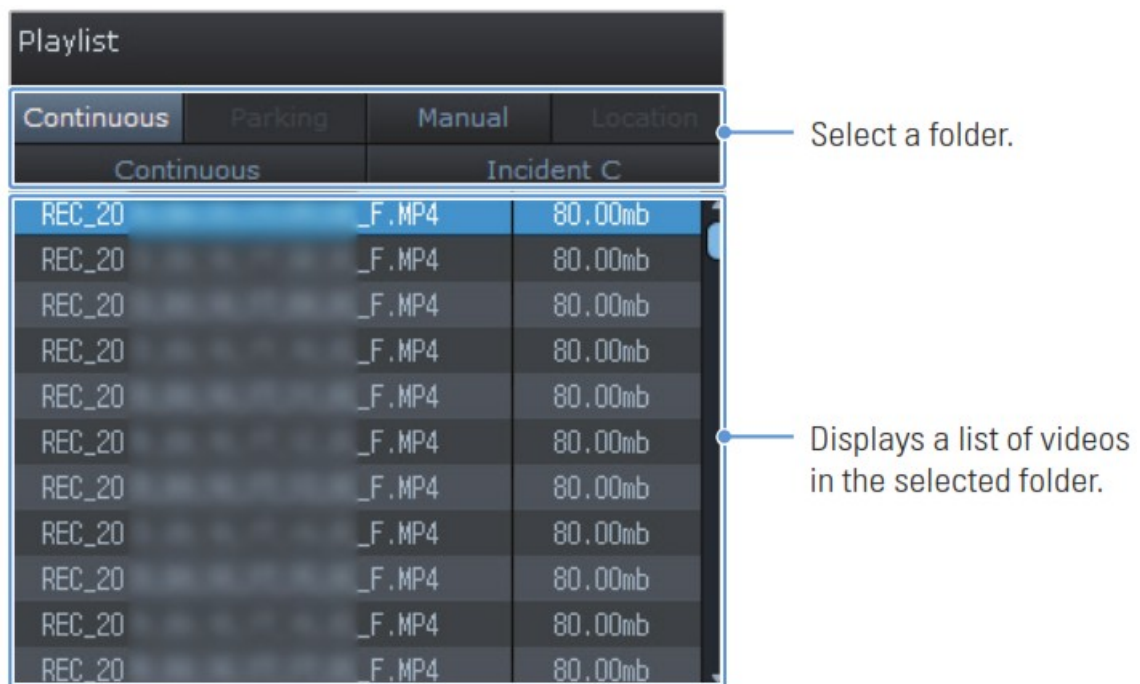 Playlist
Continuous Parking Manual Location
Select a folder.
Continuous Incident C
REC_20 _F.MP4 80.00mb
REC_20 _F.MP4 80.00mb
REC_20 _F.MP4 80.00mb
REC_20 _F.MP4 80.00mb
REC_20 _F.MP4 80.00mb
REC_20 _F.MP4 80.00mb
REC_20 _F.MP4 80.00mb
REC_20 _F.MP4 80.00mb
REC_20 _F.MP4 80.00mb
REC_20 _F.MP4 80.00mb
REC_20 _F.MP4 80.00mb
Displays a list of videos
in the selected folder.